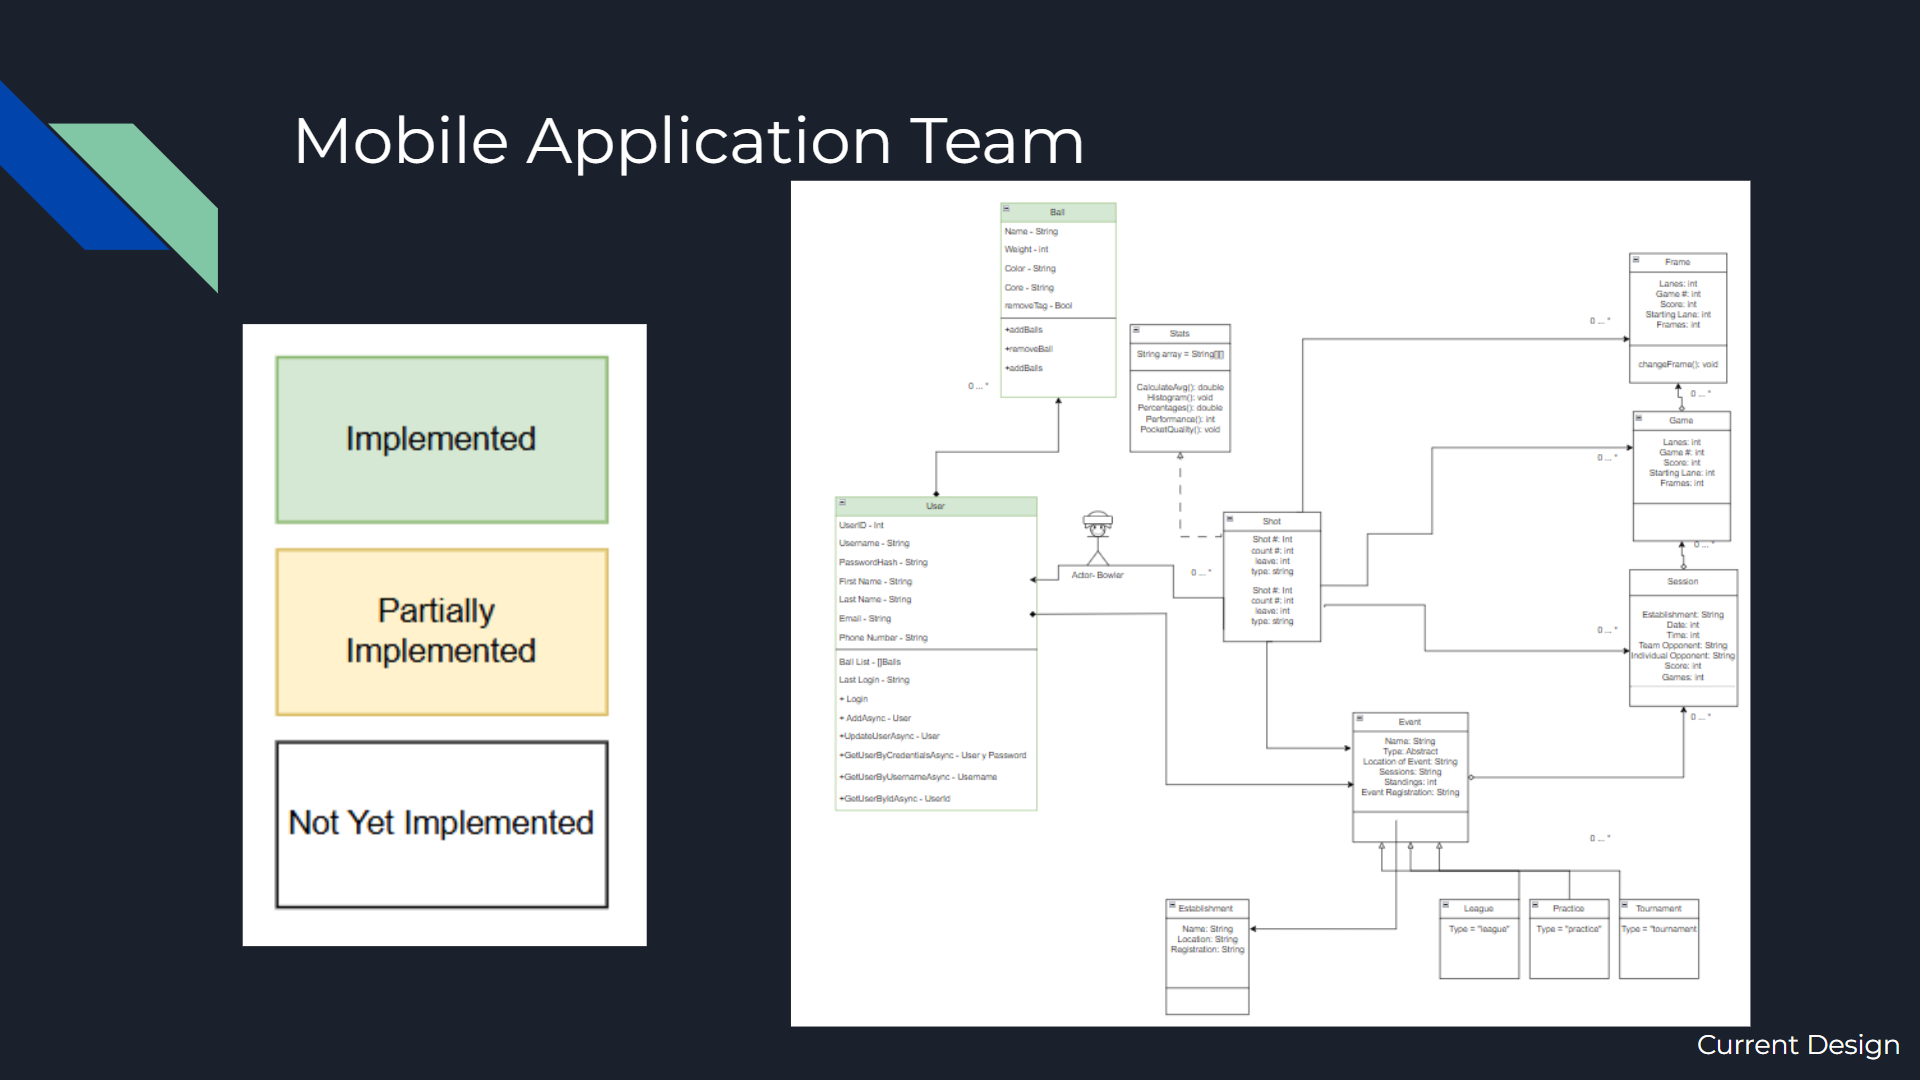 Mobile Application Team
Implemented
Partially
Implemented
Not Yet Implemented
Ball
Name - String
Weight - int
Color - String
Core - String
removeTag - Bool
+addBalls
+removeBall
+addBalls
0 ... *
Stats
String array = String[][]
CalculateAvg(): double
Histogram(): void
Percentages(): double
Performance(): int
PocketQuality(): void
User
UserID - Int
Username - String
PasswordHash - String
First Name - String
Last Name - String
Email - String
Phone Number - String
Ball List - []Balls
Last Login - String
+ Login
+ AddAsync - User
+UpdateUserAsync - User
+GetUserByCredentialsAsync - User y Password
+GetUserByUsernameAsync - Username
+GetUserByIdAsync - UserId
Actor- Bowler
0 ... *
Shot
Shot #: Int
count #: int
leave: int
type: string
Shot #: Int
count #: int
leave: int
type: string
Frame
Lanes: int
Game #: int
Score: int
Starting Lane: int
Frames: int
changeFrame(): void
0 ... *
0 ... *
Game
Lanes: int
Game #: int
Score: int
Starting Lane: int
Frames: int
0 ... *
0 ... *
Session
Establishment: String
Date: int
Time: int
Team Opponent: String
Individual Opponent: String
Score: int
Games: int
0 ... *
0 ... *
Event
Name: String
Type: Abstract
Location of Event: String
Sessions: String
Standings: int
Event Registration: String
0 ... *
Establishment
Name: String
Location: String
Registration: String
League
Type = "league"
Practice
Type = "practice"
Tournament
Type = "tournament
Current Design